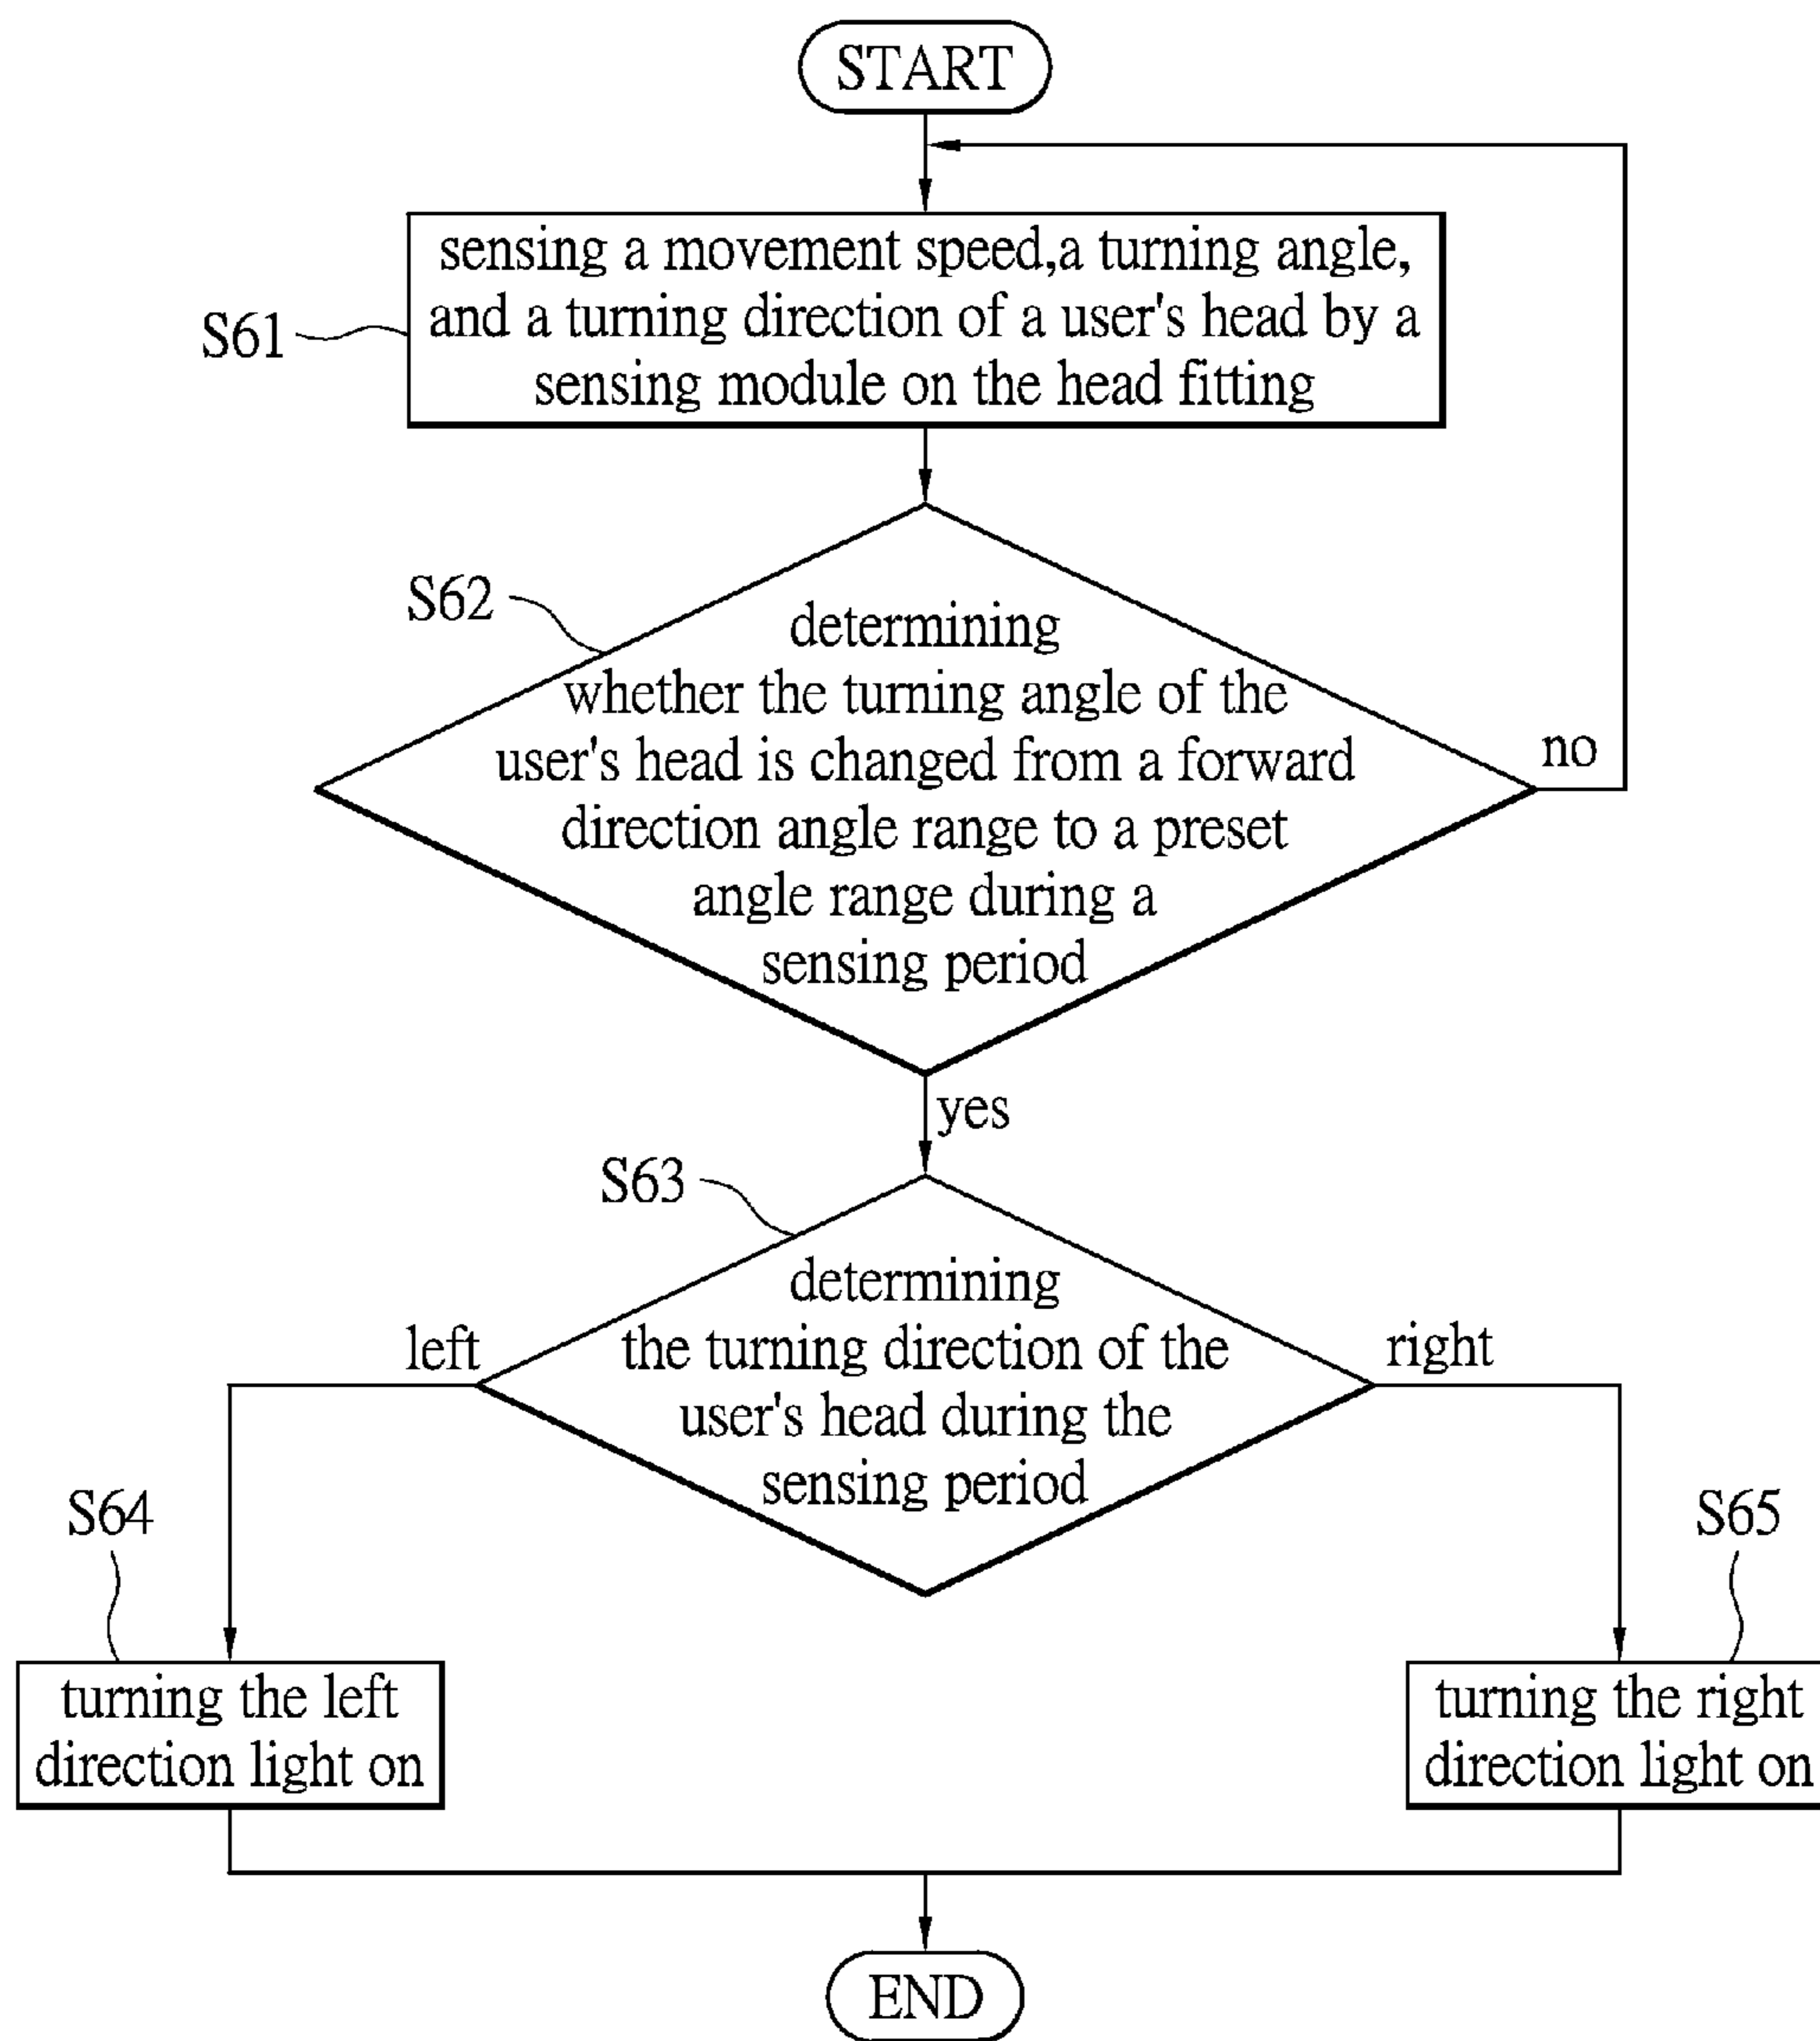 START
sensing a movement speed,a turning angle,
and a turning direction of a user's head by a
sensing module on the head fitting
S61
S62
determining
whether the turning angle of the
user's head is changed from a forward
direction angle range to a preset
angle range during a
sensing period
no
yes
S63
determining
the turning direction of the
user's head during the
sensing period
left
right
S64
S65
turning the left
direction light on
turning the right
direction light on
END